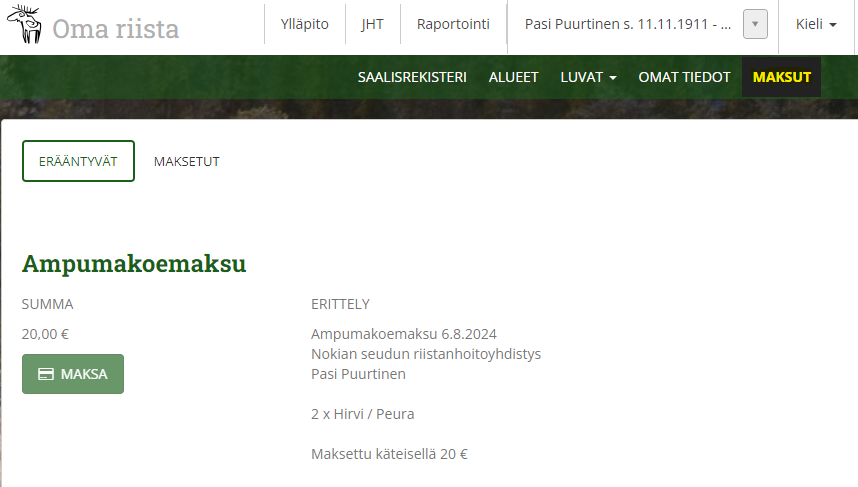 Oma riista
Ylläpito
JHT
Raportointi
Pasi Puurtinen s. 11.11.1911 - ...
Kieli
SAALISREKISTERI
ALUEET
LUVAT
OMAT TIEDOT
MAKSUT
ERÄÄNTYVÄT
MAKSETUT
Ampumakoemaksu
SUMMA
20,00 €
MAKSA
ERITTELY
Ampumakoemaksu 6.8.2024
Nokian seudun riistanhoitoyhdistys
Pasi Puurtinen
2 x Hirvi / Peura
Maksettu käteisellä 20 €